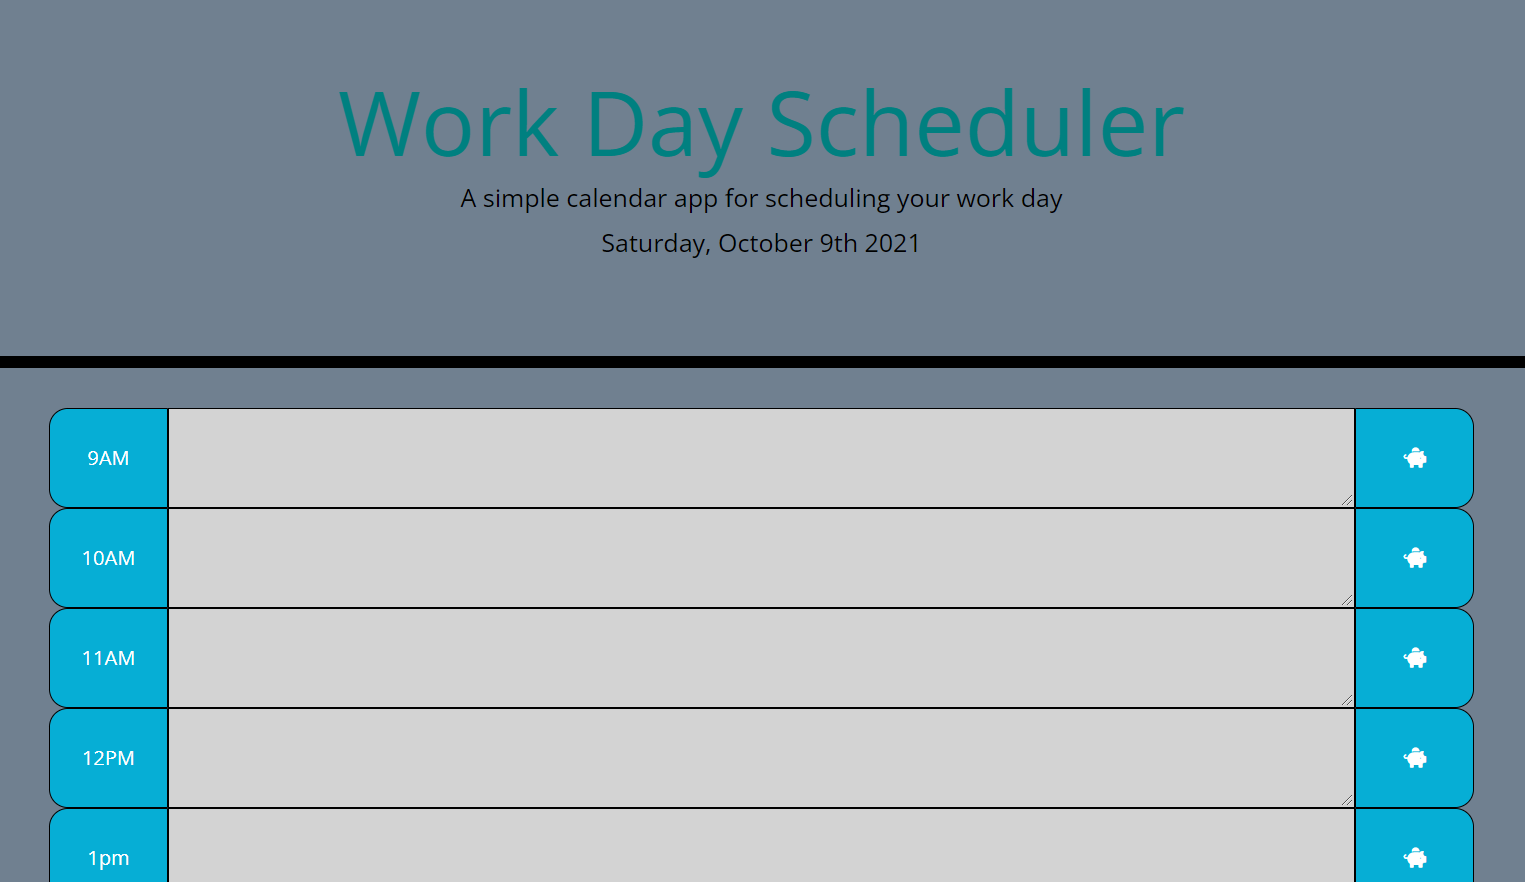 Work Day Scheduler
A simple calendar app for scheduling your work day
Saturday, October 9th 2021
9AM
10AM
11AM
12PM
1pm